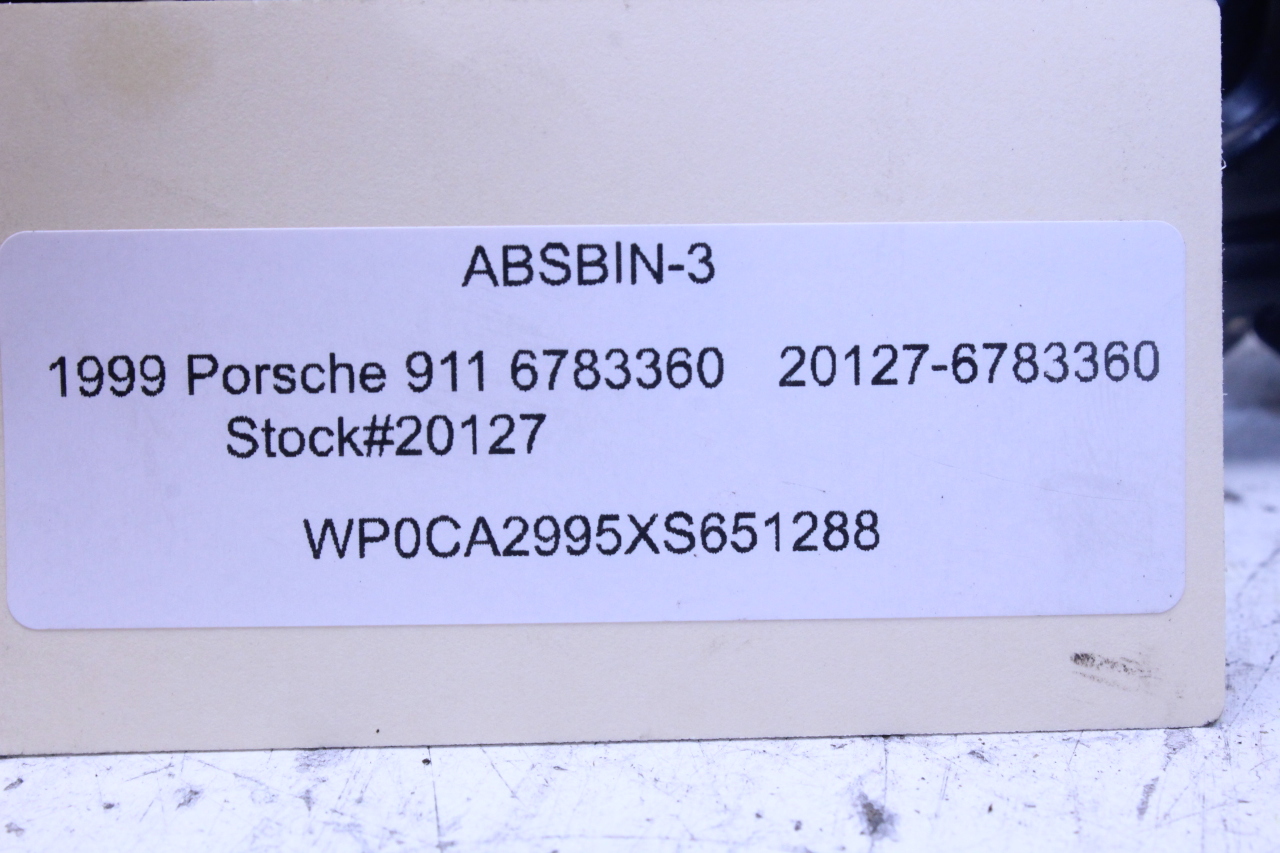 ABSBIN-3
1999 Porsche 911 6783360 20127-6783360
Stock#20127
WP0CA2995XS651288